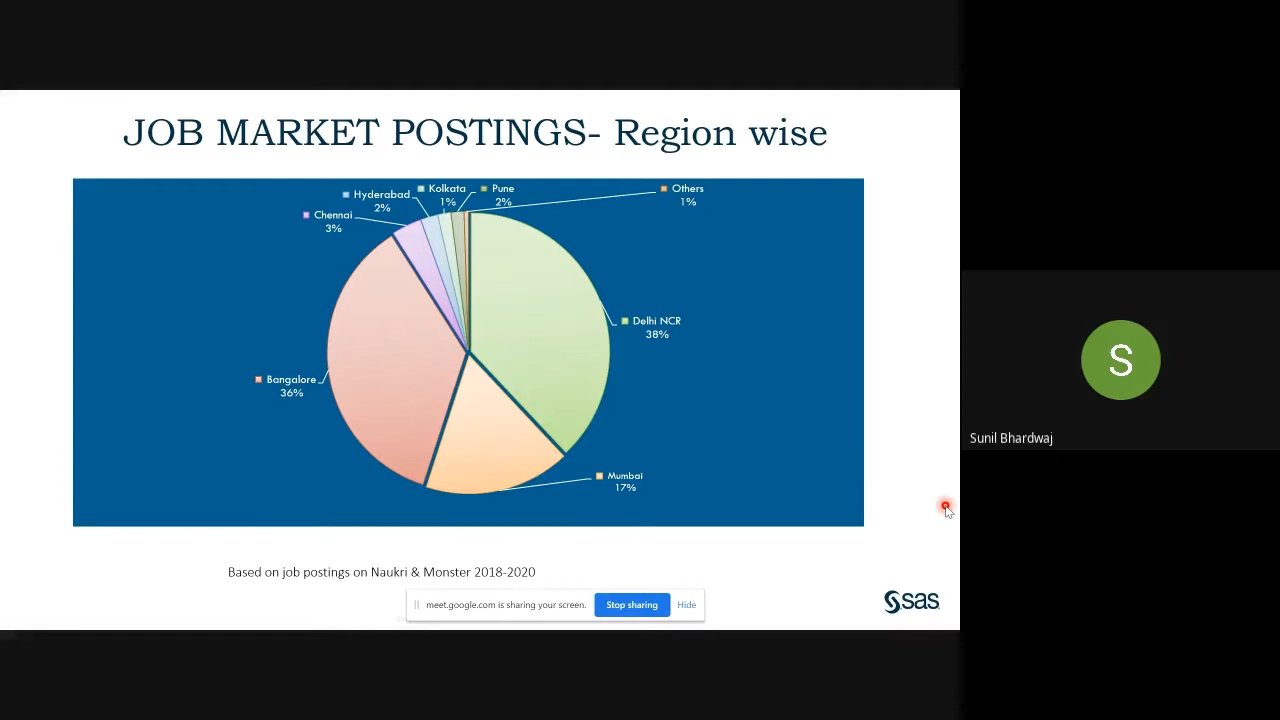 JOB MARKET POSTINGS- Region wise
Kolkata
1%
Pune
2%
Others
1%
Hyderabad
2%
Chennai
3%
Delhi NCR
38%
Bangalore
36%
Mumbai
17%
Based on job postings on Naukri & Monster 2018-2020
meet.google.com is sharing your screen.
Stop sharing
Hide
sas
S
Sunil Bhardwaj